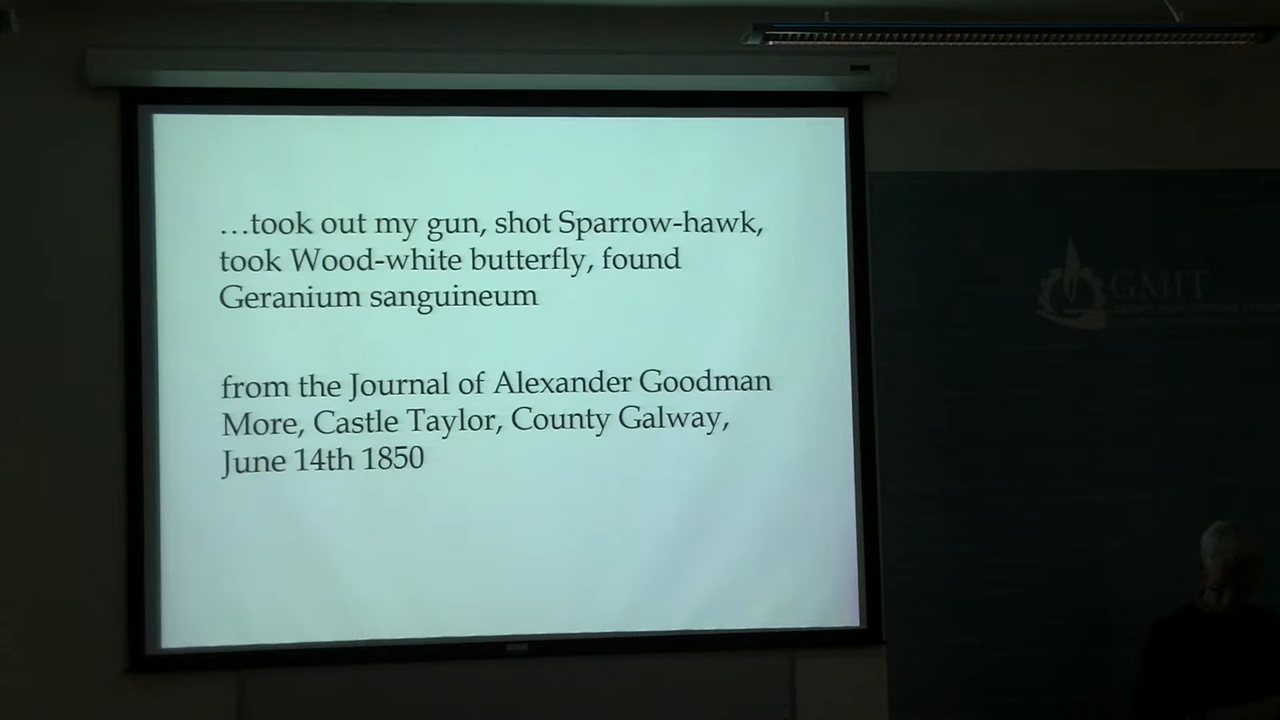 …took out my gun, shot Sparrow-hawk,
took Wood-white butterfly, found
Geranium sanguineum
from the Journal of Alexander Goodman
More, Castle Taylor, County Galway,
June 14th 1850
GMIT